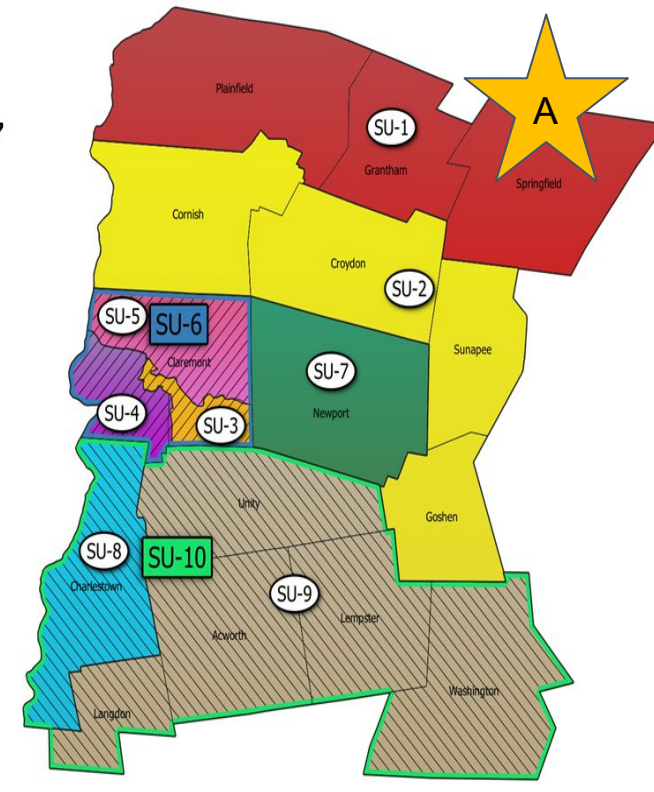 A
Plainfield
SU-1
Grantham
Springfield
Cornish
Croydon
SU-2
SU-5
SU-6
Claremont
Sunapee
SU-7
Newport
SU-4
SU-3
Unity
Goshen
SU-8
SU-10
Charlestown
SU-9
Lempster
Acworth
Washington
Langdon